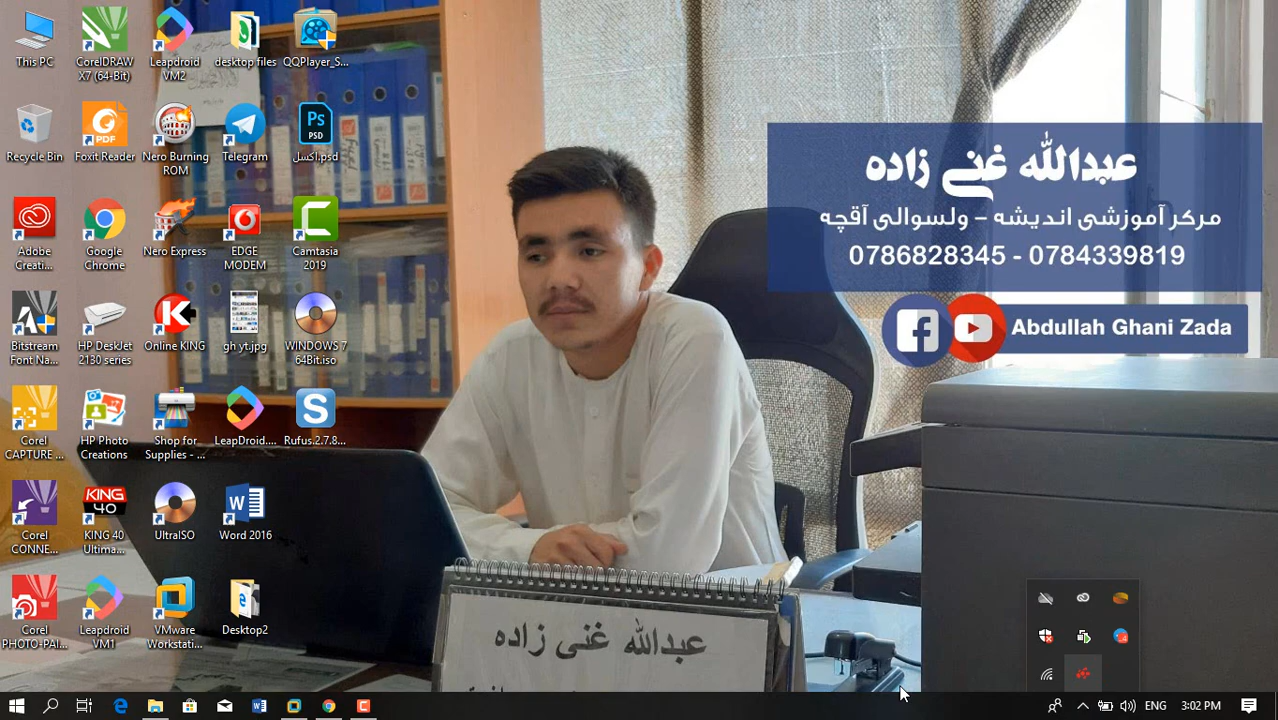 This PC
CorelDRAW X7 (64-Bit)
Leapdroid VM2
desktop files
QQPlayer_S...
Recycle Bin
Foxit Reader
Nero Burning ROM
Telegram
اکسل.psd
Adobe Creati...
Google Chrome
Nero Express
EDGE MODEM
Camtasia 2019
Bitstream Font Na...
HP DeskJet 2130 series
Online KING
gh yt.jpg
WINDOWS 7 64Bit.iso
Corel CAPTURE ...
HP Photo Creations
Shop for Supplies - ...
LeapDroid....
Rufus.2.7.8...
Corel CONNE...
KING 40 Ultima...
UltraISO
Word 2016
Corel PHOTO-PAI...
Leapdroid VM1
VMware Workstati...
Desktop2
PDF
Ps
PSD
KING 40
عبدالله غنی زاده
مرکز آموزشی اندیشه – ولسوالی آقچه
0786828345 - 0784339819
Abdullah Ghani Zada
عبدالله غنی زاده
ENG
3:02 PM